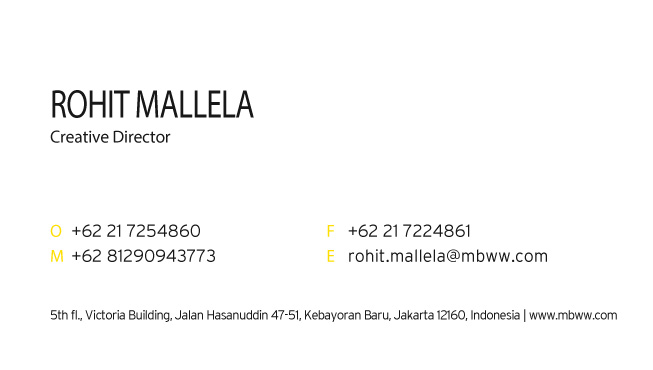 ROHIT MALLELA
Creative Director
O +62 21 7254860
F +62 21 7224861
M +62 81290943773
E rohit.mallela@mbww.com
5th fl., Victoria Building, Jalan Hasanuddin 47-51, Kebayoran Baru, Jakarta 12160, Indonesia | www.mbww.com